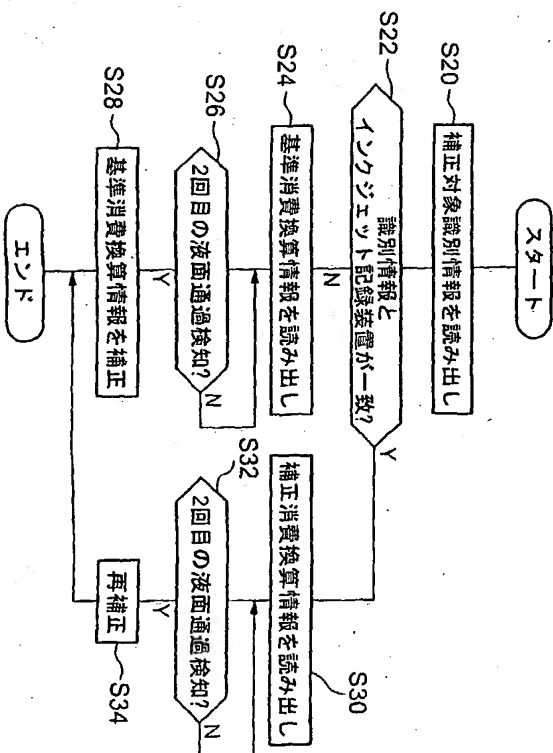 スタート
S20
補正対象識別情報を読み出し
S22
識別情報と
インクジェット記録装置が一致?
Y
N
S24
基準消費換算情報を読み出し
S26
2回目の液面通過検知?
N
Y
S28
基準消費換算情報を補正
S30
補正消費換算情報を読み出し
S32
2回目の液面通過検知?
N
Y
S34
再補正
エンド